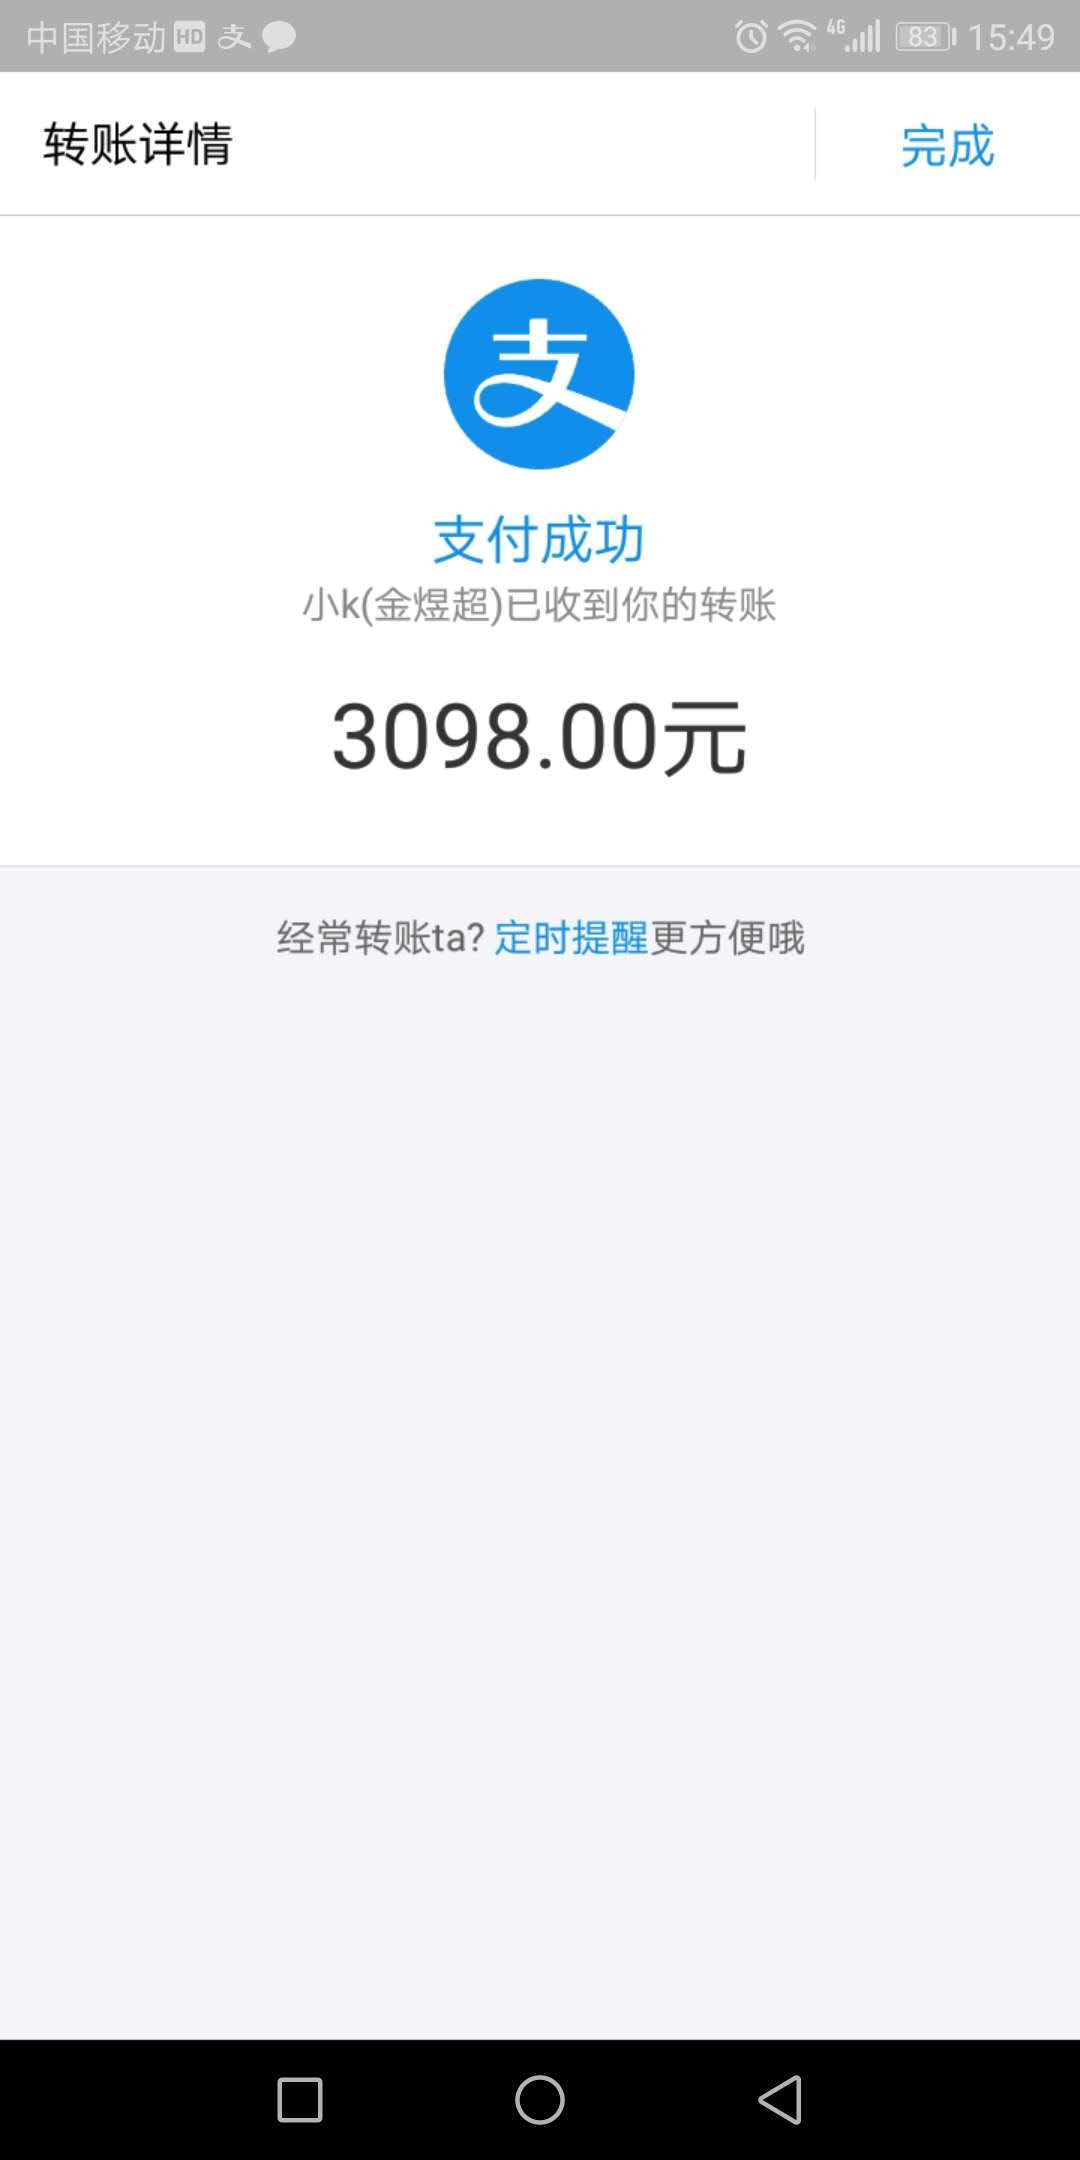 中国移动 HD 支 4G 83 15:49
转账详情 完成
支
支付成功
小k(金煜超)已收到你的转账
3098.00元
经常转账ta? 定时提醒更方便哦